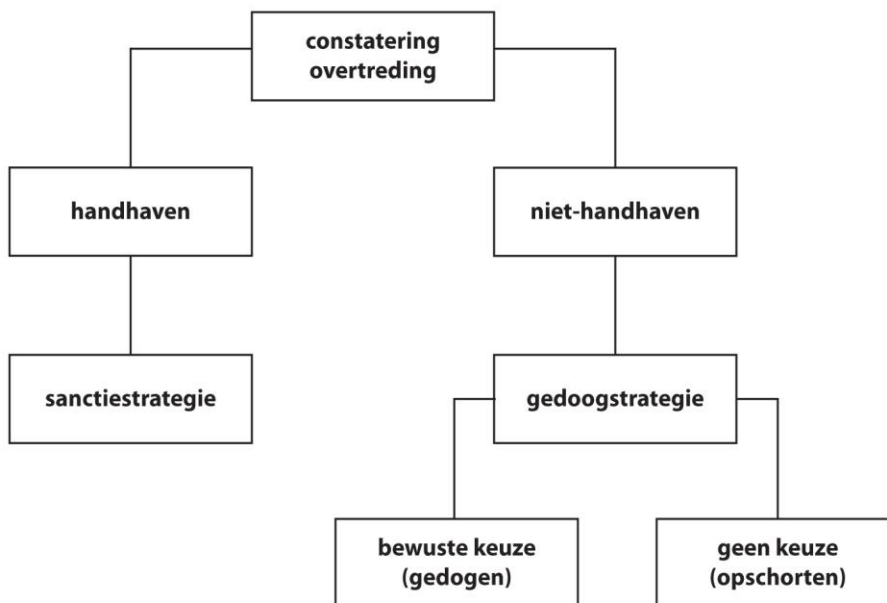 constatering
overtreding
handhaven
niet-handhaven
sanctiestrategie
gedoogstrategie
bewuste keuze
(gedogen)
geen keuze
(opschorten)